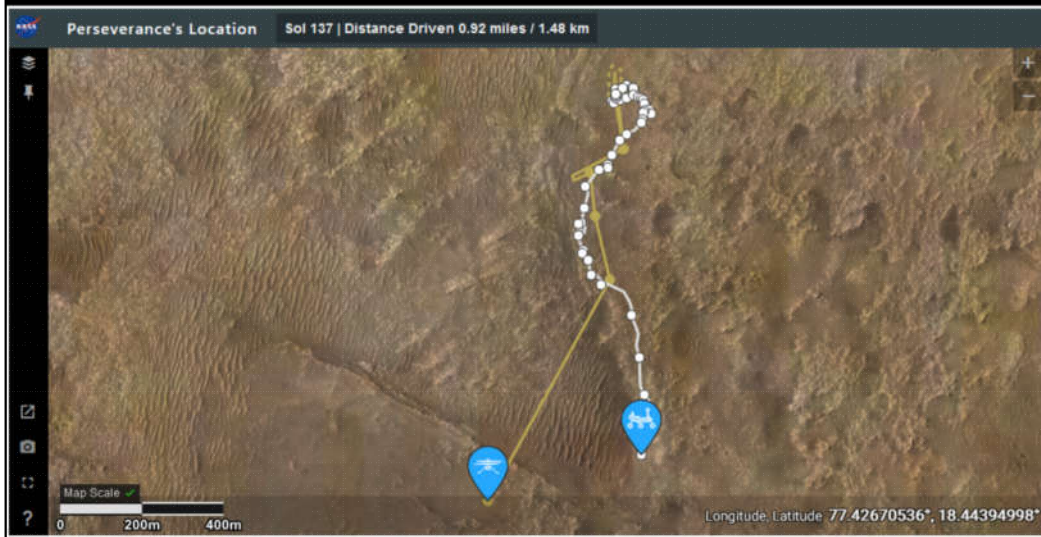 NASA
Perseverance's Location
Sol 137 | Distance Driven 0.92 miles / 1.48 km
+
−
?
Map Scale ✓
0 200m 400m
Longitude, Latitude 77.42670536°, 18.44394998°